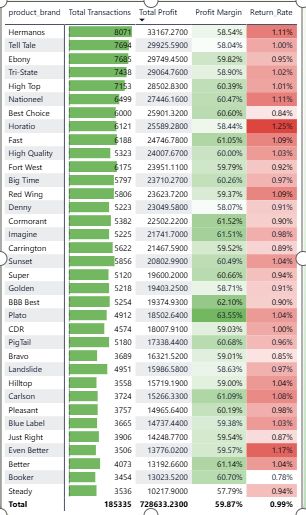 product_brand Total Transactions Total Profit Profit Margin Return_Rate
Hermanos 8071 33167.2700 58.54% 1.11%
Tell Tale 7694 29925.5900 58.04% 1.00%
Ebony 7685 29749.4500 59.82% 0.95%
Tri-State 7438 29064.7600 58.90% 1.02%
High Top 7153 28502.8300 60.39% 1.01%
Nationeel 6499 27446.1600 60.47% 1.11%
Best Choice 6000 25901.3200 60.60% 0.84%
Horatio 6121 25589.2800 58.44% 1.25%
Fast 6188 24746.7800 61.05% 1.09%
High Quality 5323 24007.6700 60.00% 1.03%
Fort West 6175 23951.1100 59.79% 0.92%
Big Time 5797 23710.2700 60.26% 0.97%
Red Wing 5806 23623.7200 59.37% 1.09%
Denny 5223 23049.5800 58.07% 0.91%
Cormorant 5382 22502.2200 61.52% 0.90%
Imagine 5225 21741.7000 61.51% 0.98%
Carrington 5622 21467.5900 59.52% 0.89%
Sunset 5856 20802.9900 60.49% 1.04%
Super 5120 19600.2000 60.66% 0.94%
Golden 5218 19403.2500 58.71% 0.91%
BBB Best 5254 19374.9300 62.10% 0.90%
Plato 4912 18502.6400 63.55% 1.04%
CDR 4574 18007.9100 59.03% 1.00%
PigTail 5180 17338.4400 60.68% 0.96%
Bravo 3689 16321.5200 59.01% 0.85%
Landslide 4951 15986.5800 58.63% 0.97%
Hilltop 3558 15719.1900 59.00% 1.04%
Carlson 3724 15266.3300 61.09% 1.08%
Pleasant 3757 14965.6400 60.19% 0.98%
Blue Label 3665 14737.4400 59.38% 1.03%
Just Right 3906 14248.7700 59.54% 0.87%
Even Better 3506 13776.0200 59.57% 1.17%
Better 4073 13192.6600 61.14% 1.04%
Booker 3454 13023.5200 60.70% 0.78%
Steady 3536 10217.9000 57.79% 0.94%
Total 185335 728633.2300 59.87% 0.99%